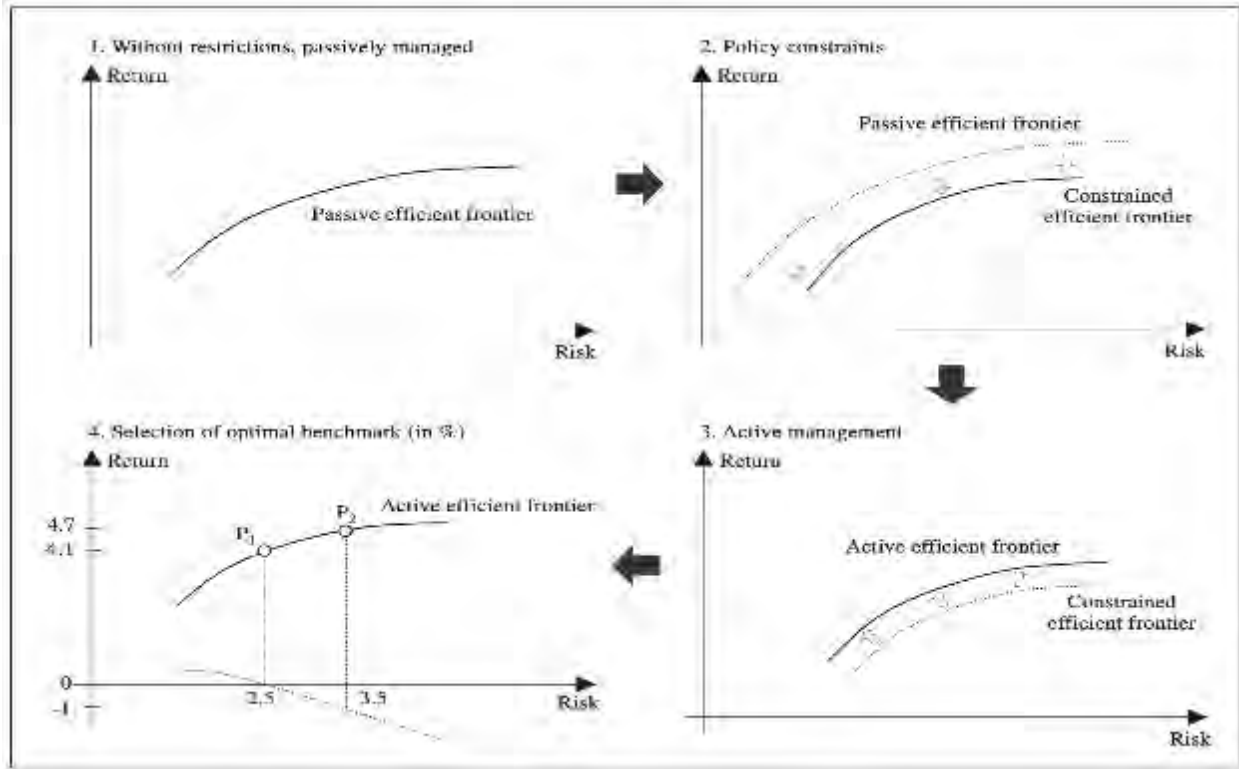 1. Without restrictions, passively managed
Return
Passive efficient frontier
Risk
2. Policy constraints
Return
Passive efficient frontier
Constrained
efficient frontier
Risk
4. Selection of optimal benchmark (in %)
Return
Active efficient frontier
P1
P2
4.7
4.1
0
-1
2.5
3.5
Risk
3. Active management
Return
Active efficient frontier
Constrained
efficient frontier
Risk